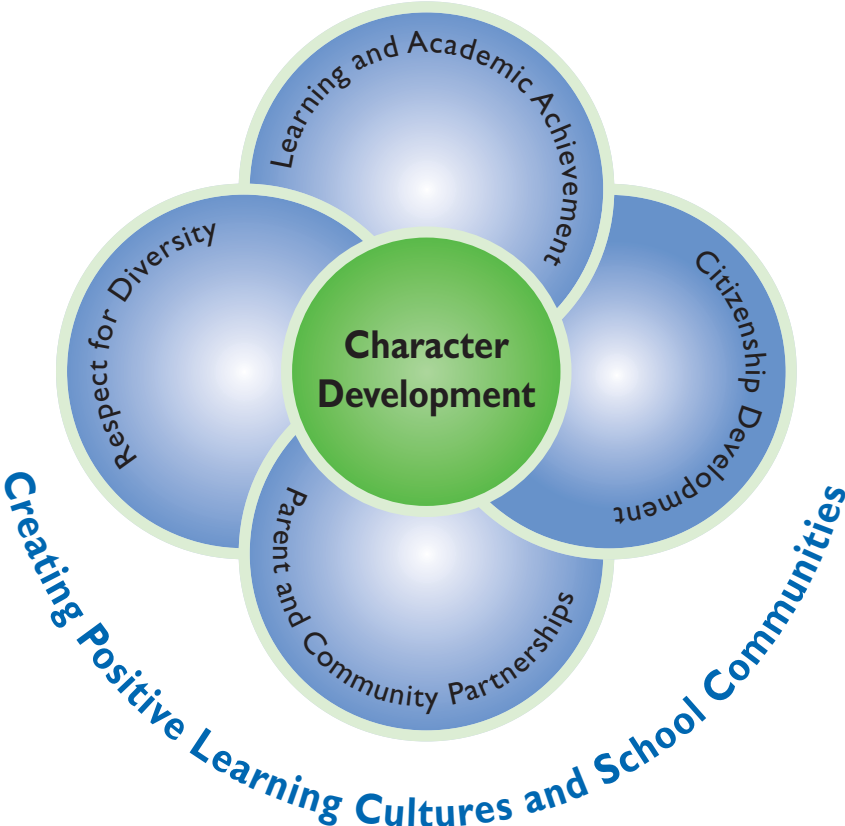 Learning and Academic Achievement
Respect for Diversity
Character
Development
Citizenship Development
Parent and Community Partnerships
Creating Positive Learning Cultures and School Communities